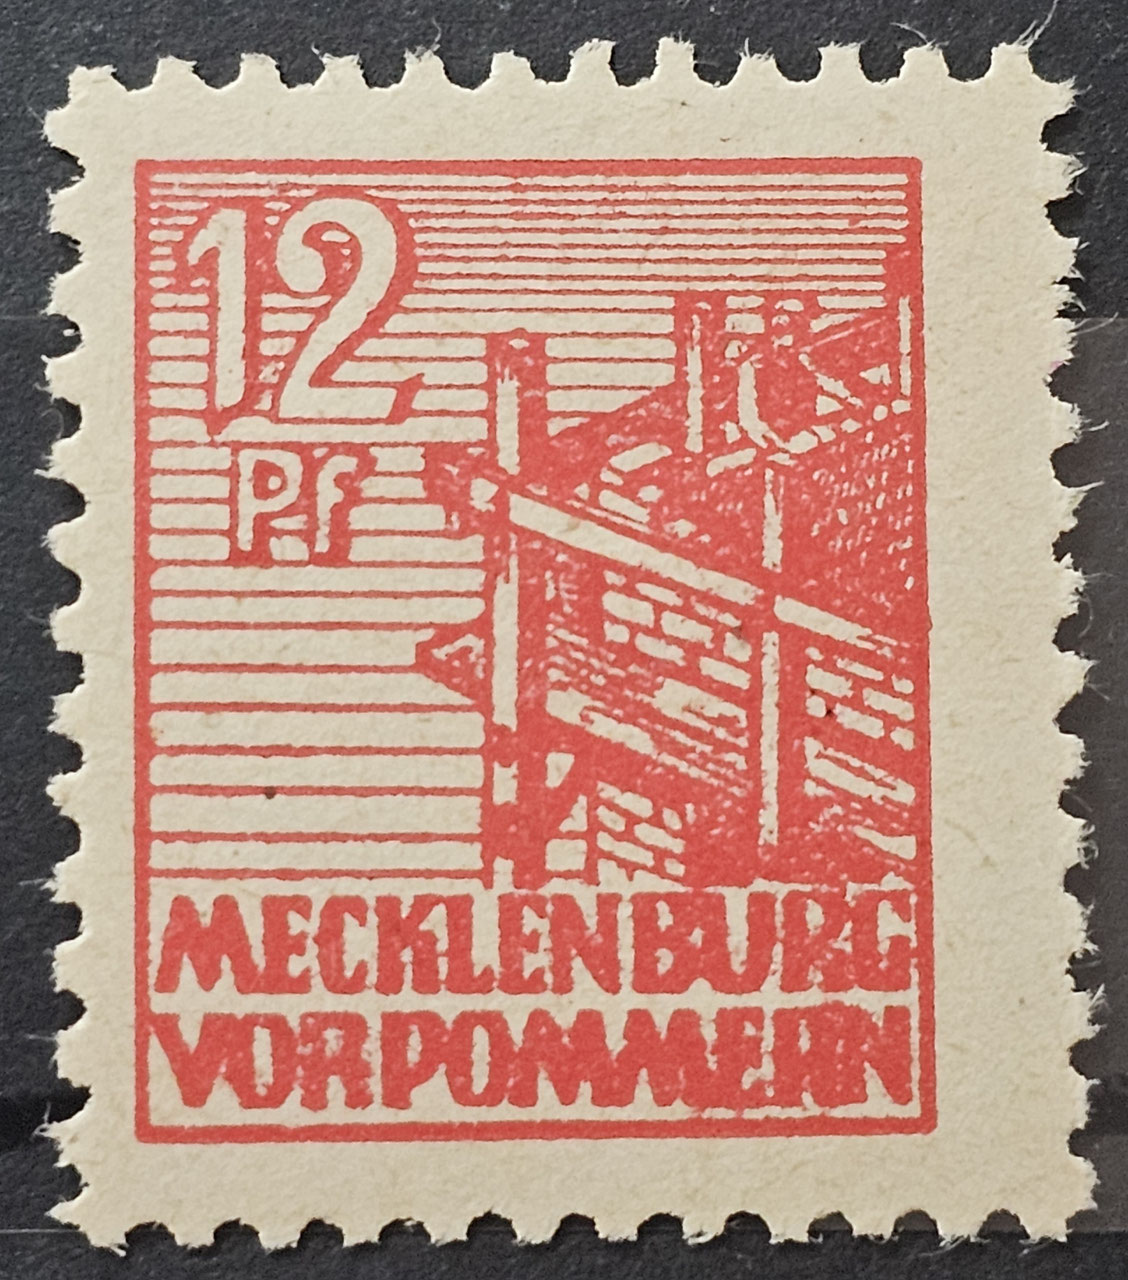 12
Pf
MECKLENBURG
VORPOMMERN